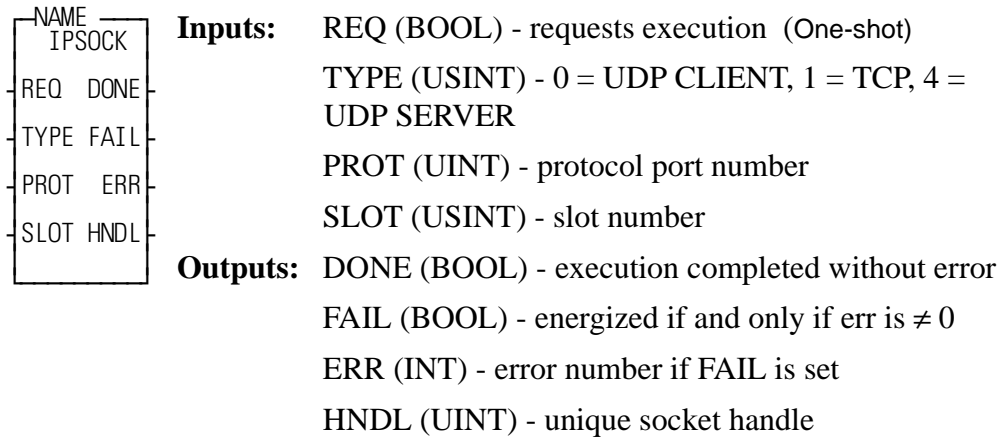 NAME
IPSOCK
REQ DONE
TYPE FAIL
PROT ERR
SLOT HNDL
Inputs: REQ (BOOL) - requests execution (One-shot)
TYPE (USINT) - 0 = UDP CLIENT, 1 = TCP, 4 =
UDP SERVER
PROT (UINT) - protocol port number
SLOT (USINT) - slot number
Outputs: DONE (BOOL) - execution completed without error
FAIL (BOOL) - energized if and only if err is ≠ 0
ERR (INT) - error number if FAIL is set
HNDL (UINT) - unique socket handle